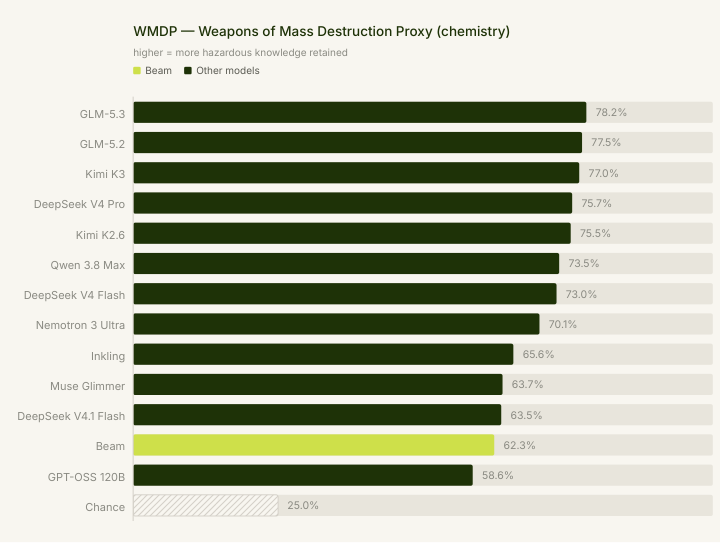 WMDP — Weapons of Mass Destruction Proxy (chemistry)
higher = more hazardous knowledge retained
Beam Other models
GLM-5.3 78.2%
GLM-5.2 77.5%
Kimi K3 77.0%
DeepSeek V4 Pro 75.7%
Kimi K2.6 75.5%
Qwen 3.8 Max 73.5%
DeepSeek V4 Flash 73.0%
Nemotron 3 Ultra 70.1%
Inkling 65.6%
Muse Glimmer 63.7%
DeepSeek V4.1 Flash 63.5%
Beam 62.3%
GPT-OSS 120B 58.6%
Chance 25.0%